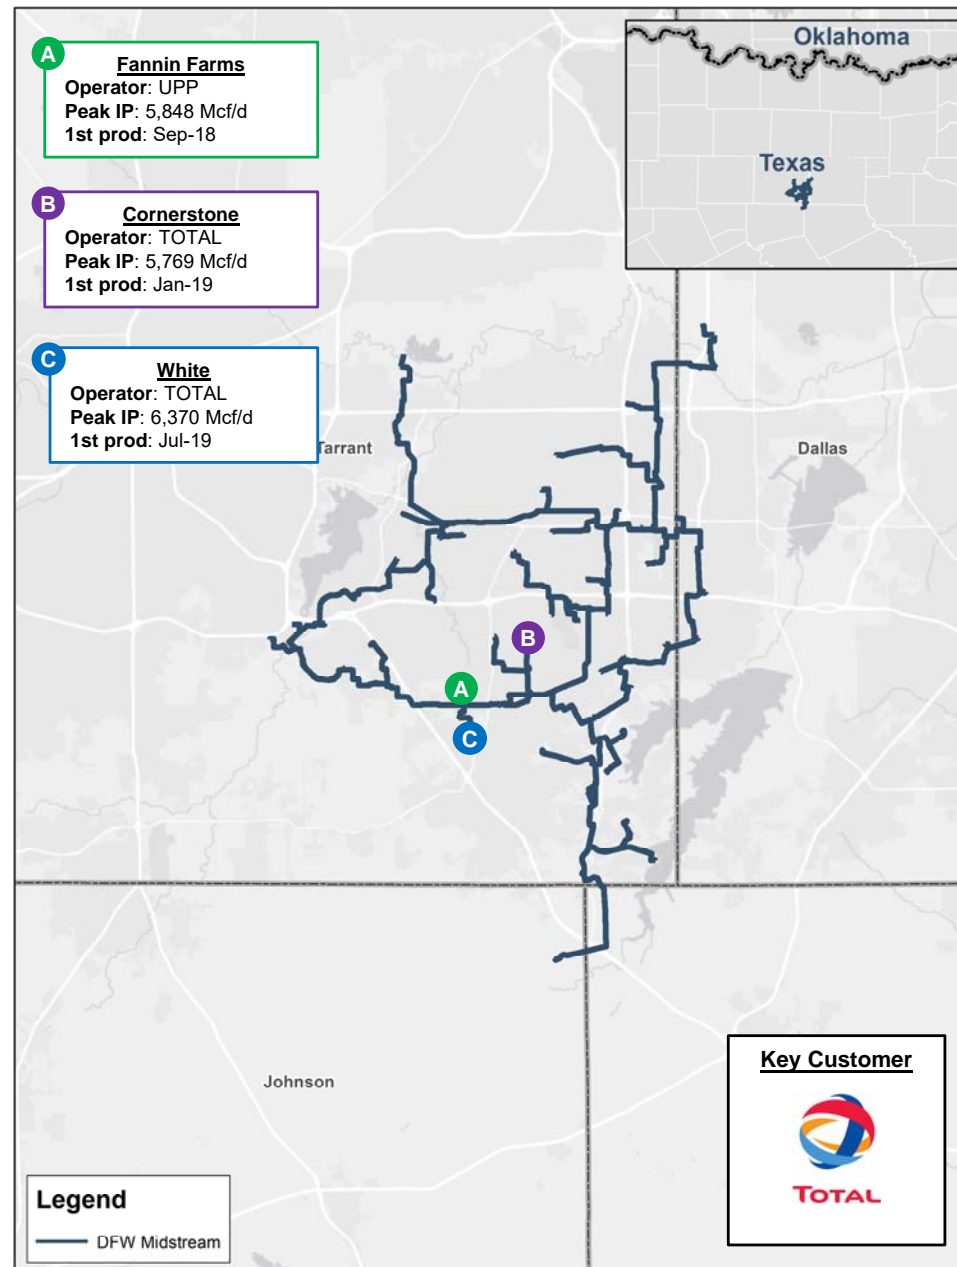 A
Fannin Farms
Operator: UPP
Peak IP: 5,848 Mcf/d
1st prod: Sep-18
B
Cornerstone
Operator: TOTAL
Peak IP: 5,769 Mcf/d
1st prod: Jan-19
C
White
Operator: TOTAL
Peak IP: 6,370 Mcf/d
1st prod: Jul-19
Oklahoma
Texas
Tarrant
Dallas
B
A
C
Johnson
Key Customer
TOTAL
Legend
DFW Midstream